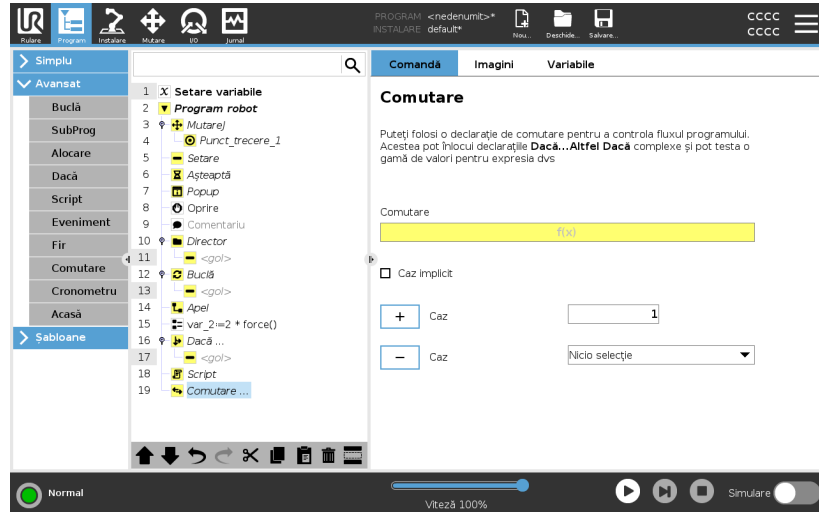 UR
Rulare
Program
Instalare
Mutare
I/O
Jurnal
PROGRAM <nedenumit>*
INSTALARE default*
Nou...
Deschide...
Salvare...
cccc
cccc
Simplu
Avansat
Buclă
SubProg
Alocare
Dacă
Script
Eveniment
Fir
Comutare
Cronometru
Acasă
Șabloane
1 X Setare variabile
2 Program robot
3 MutareJ
4 Punct_trecere_1
5 Setare
6 Așteaptă
7 Popup
8 Oprire
9 Comentariu
10 Director
11 <gol>
12 Buclă
13 <gol>
14 Apel
15 var_2≔2 * force()
16 Dacă ...
17 <gol>
18 Script
19 Comutare ...
Comandă Imagini Variabile
Comutare
Puteți folosi o declarație de comutare pentru a controla fluxul programului.
Acestea pot înlocui declarațiile Dacă...Altfel Dacă complexe și pot testa o
gamă de valori pentru expresia dvs
Comutare
f(x)
Caz implicit
+ Caz 1
− Caz Nicio selecție
Normal
Viteză 100%
Simulare